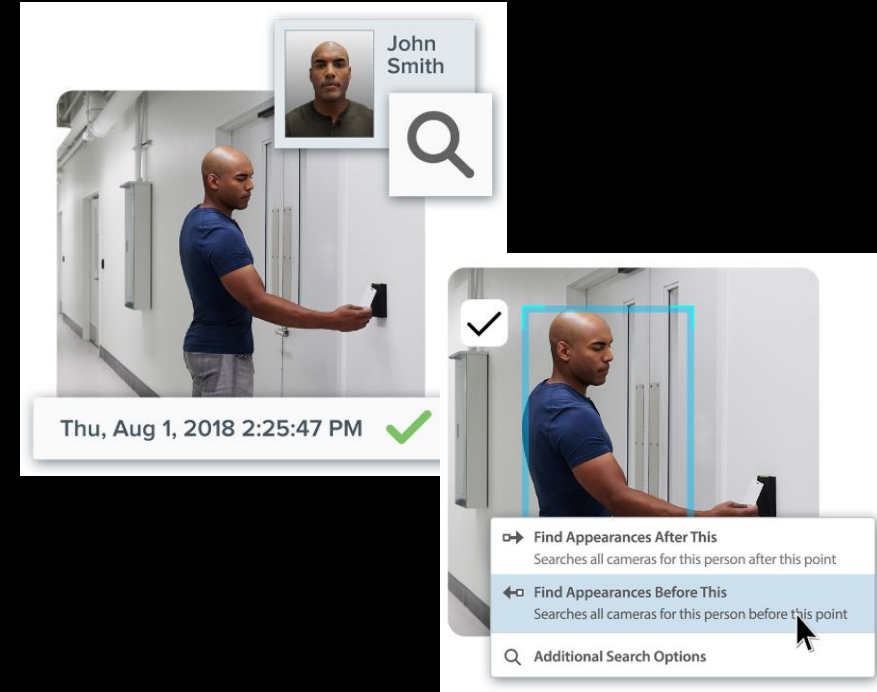 John
Smith
Thu, Aug 1, 2018 2:25:47 PM
Find Appearances After This
Searches all cameras for this person after this point
Find Appearances Before This
Searches all cameras for this person before this point
Additional Search Options